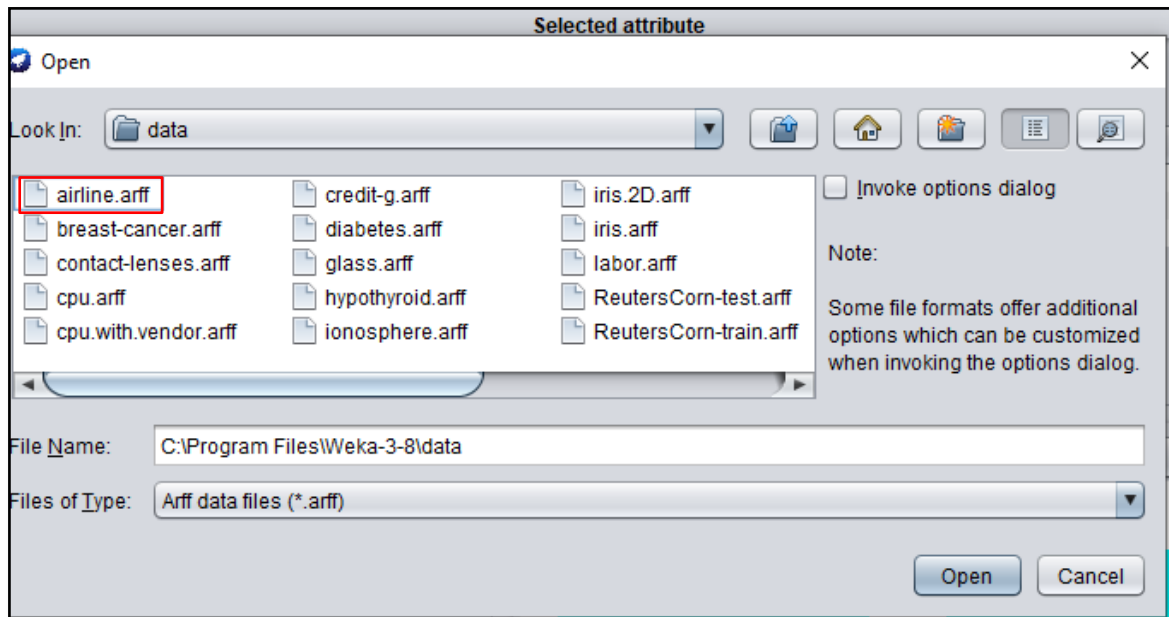 Selected attribute
Open
Look In: data
airline.arff credit-g.arff iris.2D.arff
breast-cancer.arff diabetes.arff iris.arff
contact-lenses.arff glass.arff labor.arff
cpu.arff hypothyroid.arff ReutersCorn-test.arff
cpu.with.vendor.arff ionosphere.arff ReutersCorn-train.arff
Invoke options dialog
Note:
Some file formats offer additional
options which can be customized
when invoking the options dialog.
File Name: C:\Program Files\Weka-3-8\data
Files of Type: Arff data files (*.arff)
Open Cancel